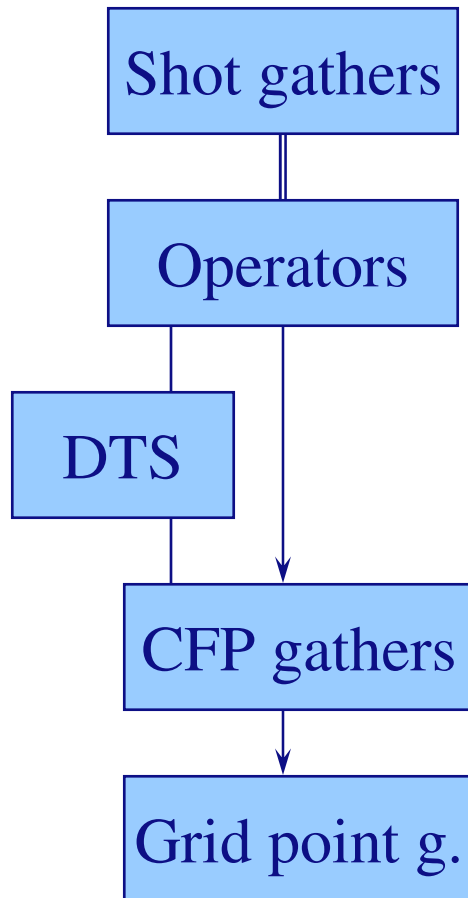 Shot gathers
Operators
DTS
CFP gathers
Grid point g.